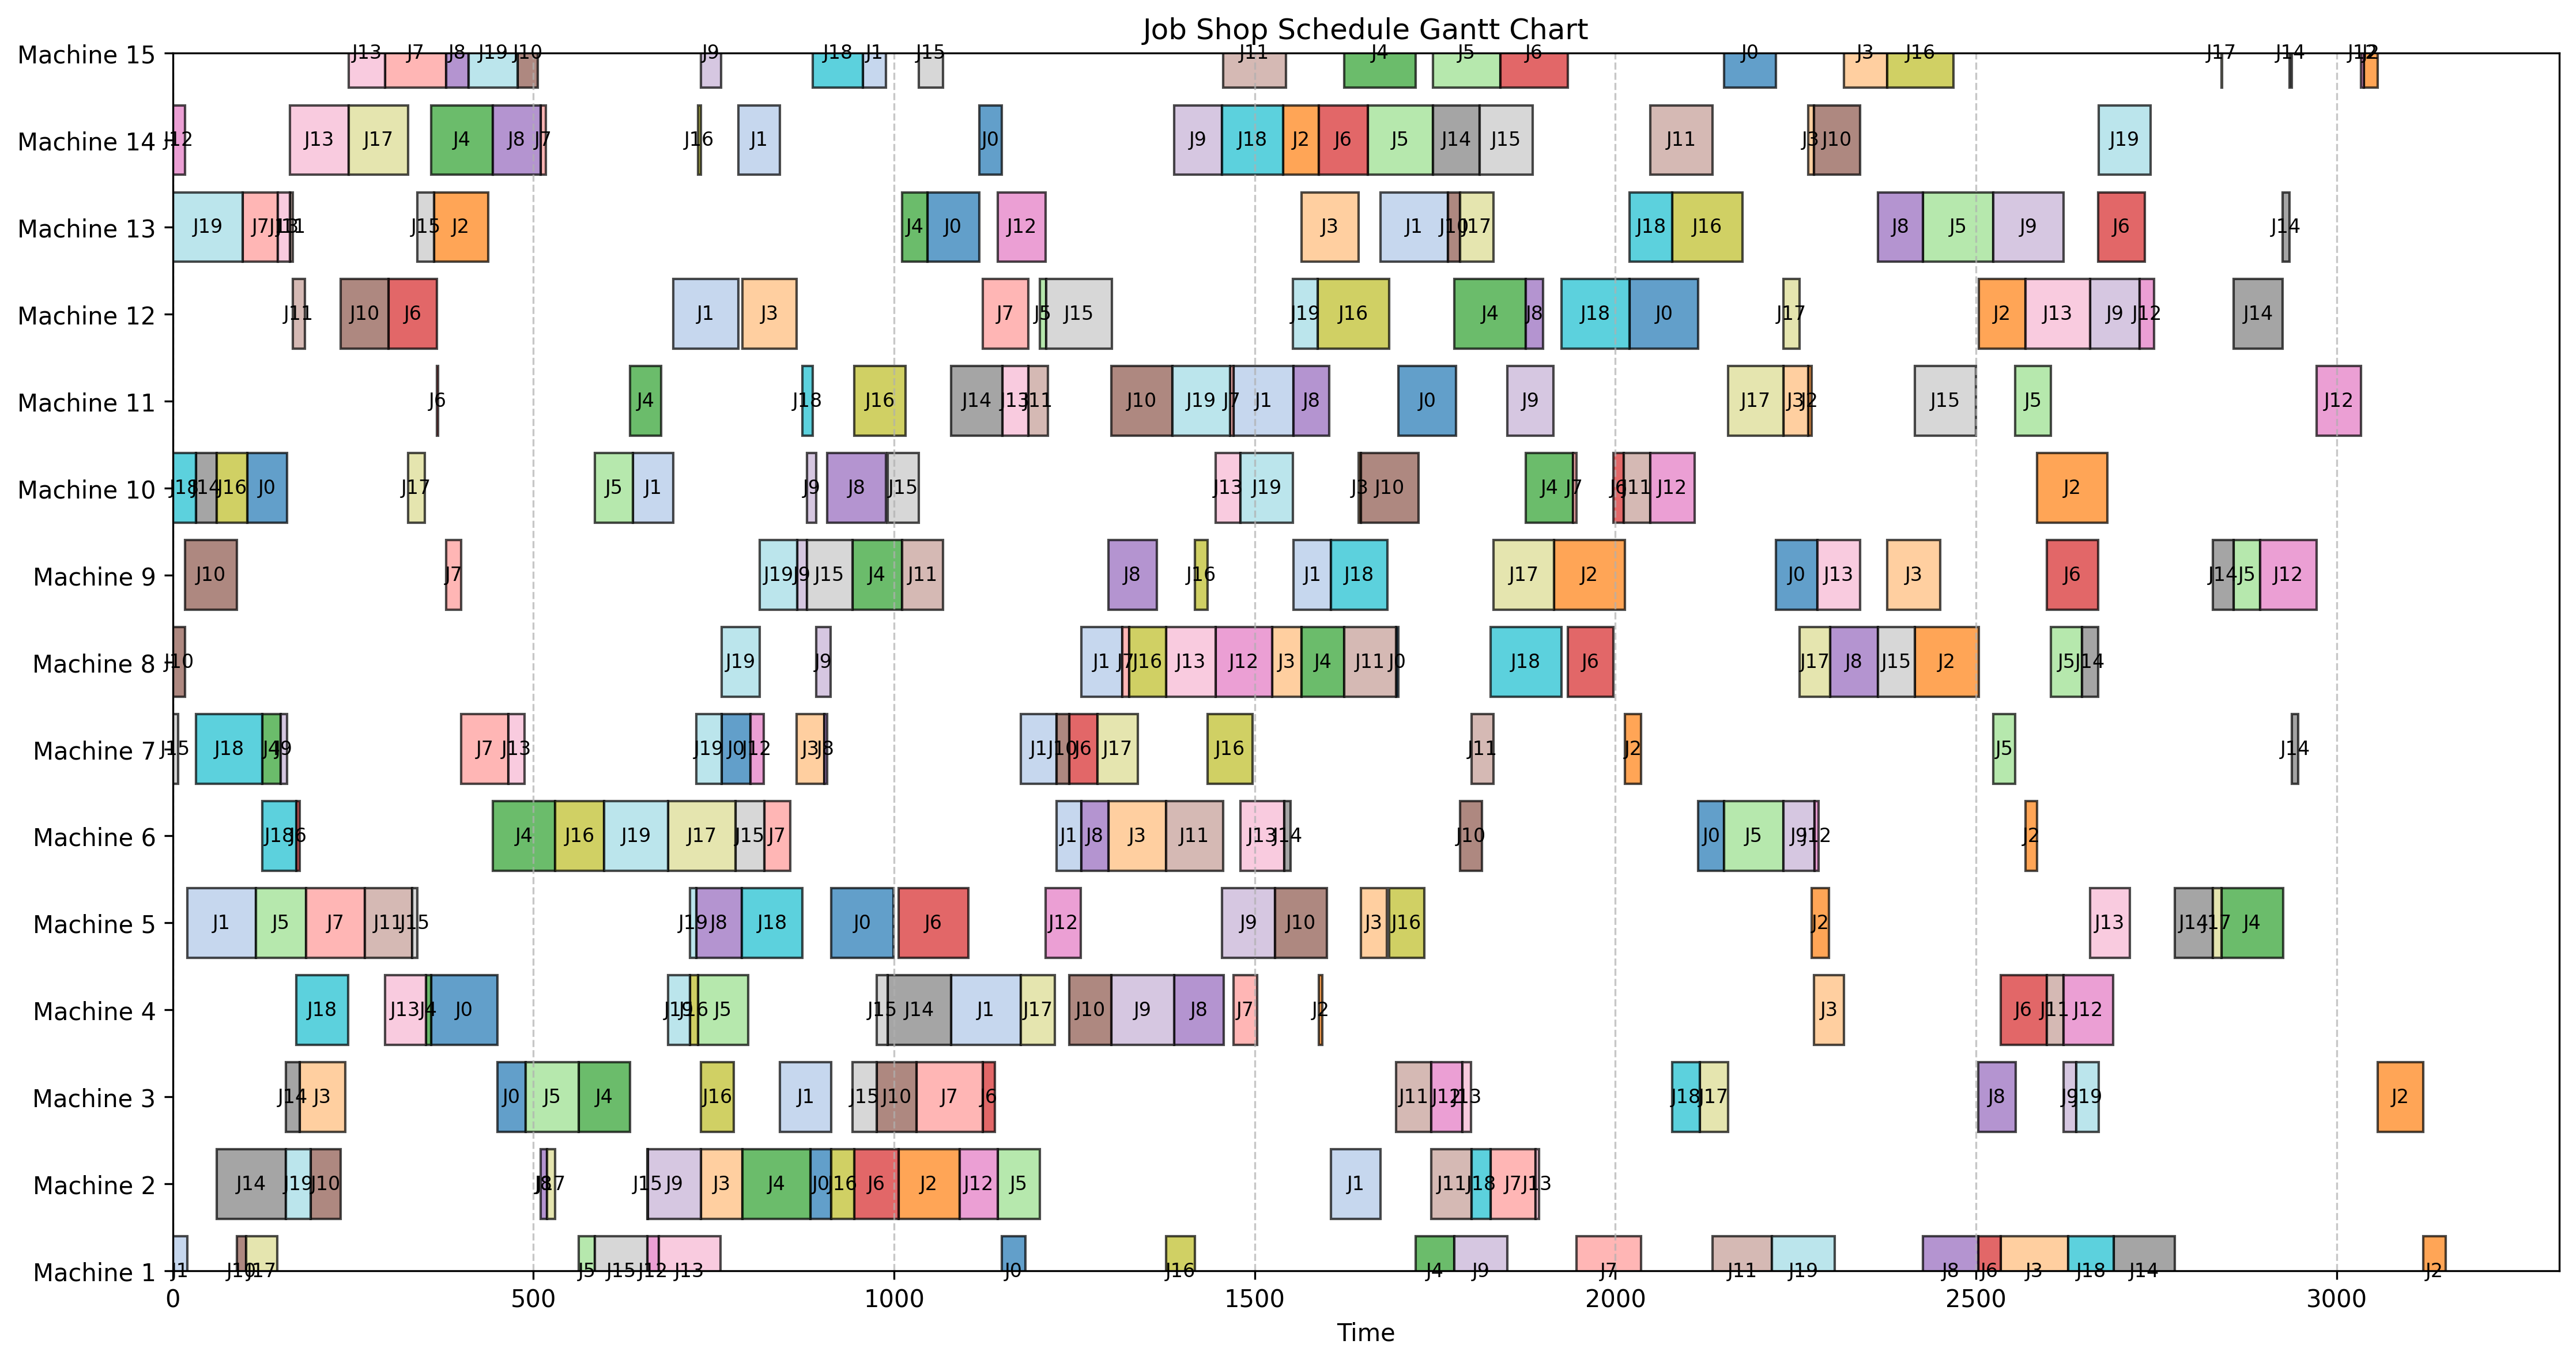 Job Shop Schedule Gantt Chart
Machine 15 J13 J7 J8 J19 J10 J9 J18 J1 J15 J11 J4 J5 J6 J0 J3 J16 J17 J14 J12 J2
Machine 14 J12 J13 J17 J4 J8 J7 J16 J1 J0 J9 J18 J2 J6 J5 J14 J15 J11 J3 J10 J19
Machine 13 J19 J7 J13 J11 J15 J2 J4 J0 J12 J3 J1 J10 J17 J18 J16 J8 J5 J9 J6 J14
Machine 12 J11 J10 J6 J1 J3 J7 J5 J15 J19 J16 J4 J8 J18 J0 J17 J2 J13 J9 J12 J14
Machine 11 J6 J4 J18 J16 J14 J13 J11 J10 J19 J7 J1 J8 J0 J9 J17 J3 J2 J15 J5 J12
Machine 10 J18 J14 J16 J0 J17 J5 J1 J9 J8 J15 J13 J19 J3 J10 J4 J7 J6 J11 J12 J2
Machine 9 J10 J7 J19 J9 J15 J4 J11 J8 J16 J1 J18 J17 J2 J0 J13 J3 J6 J14 J5 J12
Machine 8 J10 J19 J9 J1 J7 J16 J13 J12 J3 J4 J11 J0 J18 J6 J17 J8 J15 J2 J5 J14
Machine 7 J15 J18 J4 J9 J7 J13 J19 J0 J12 J3 J8 J1 J10 J6 J17 J16 J11 J2 J5 J14
Machine 6 J18 J6 J4 J16 J19 J17 J15 J7 J1 J8 J3 J11 J13 J14 J10 J0 J5 J9 J12 J2
Machine 5 J1 J5 J7 J11 J15 J19 J8 J18 J0 J6 J12 J9 J10 J3 J16 J2 J13 J14 J17 J4
Machine 4 J18 J13 J4 J0 J19 J16 J5 J15 J14 J1 J17 J10 J9 J8 J7 J2 J3 J6 J11 J12
Machine 3 J14 J3 J0 J5 J4 J16 J1 J15 J10 J7 J6 J11 J12 J13 J18 J17 J8 J9 J19 J2
Machine 2 J14 J19 J10 J8 J17 J15 J9 J3 J4 J0 J16 J6 J2 J12 J5 J1 J11 J18 J7 J13
Machine 1 J1 J10 J17 J5 J15 J12 J13 J0 J16 J4 J9 J7 J11 J19 J8 J6 J3 J18 J14 J2
0 500 1000 1500 2000 2500 3000
Time